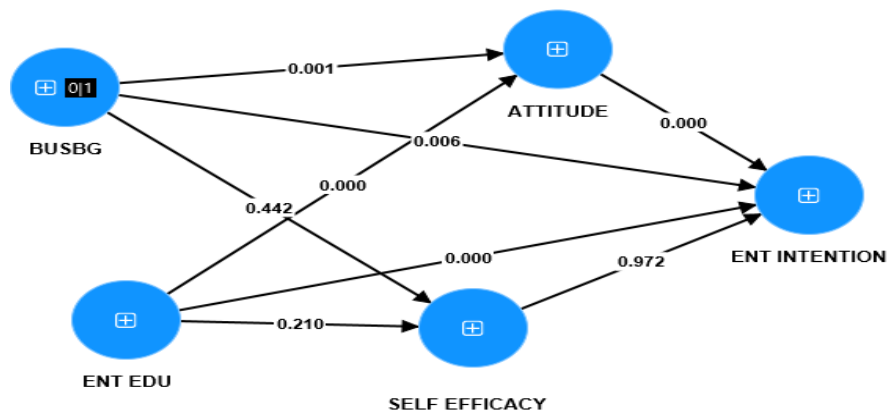 0.001
ATTITUDE
0|1
BUSBG
0.000
0.006
0.000
0.442
ENT INTENTION
0.000
0.972
0.210
ENT EDU
SELF EFFICACY